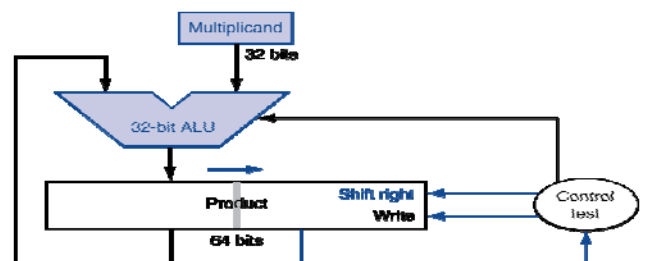 Multiplicand
32 bits
32-bit ALU
Product
Shift right
Write
Control
test
64 bits